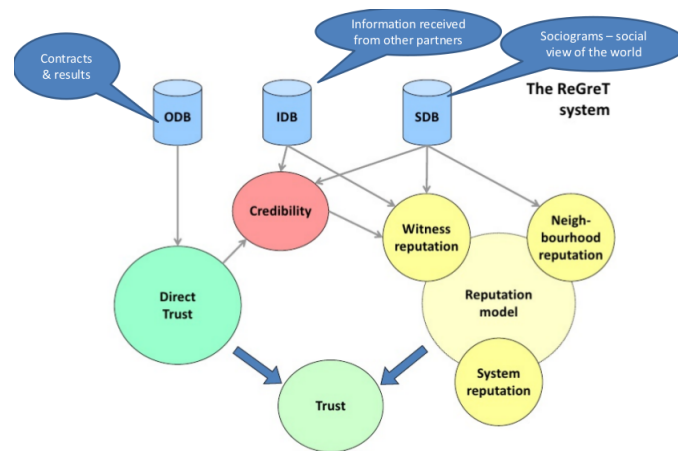 Information received
from other partners
Sociograms – social
view of the world
Contracts
& results
The ReGreT
system
ODB
IDB
SDB
Credibility
Witness
reputation
Neigh-
bourhood
reputation
Direct
Trust
Reputation
model
System
reputation
Trust